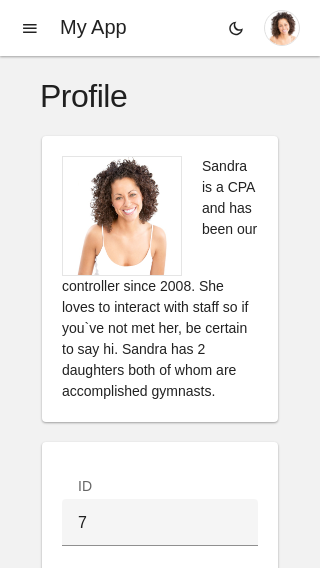 My App
Profile
Sandra
is a CPA
and has
been our
controller since 2008. She
loves to interact with staff so if
you`ve not met her, be certain
to say hi. Sandra has 2
daughters both of whom are
accomplished gymnasts.
ID
7